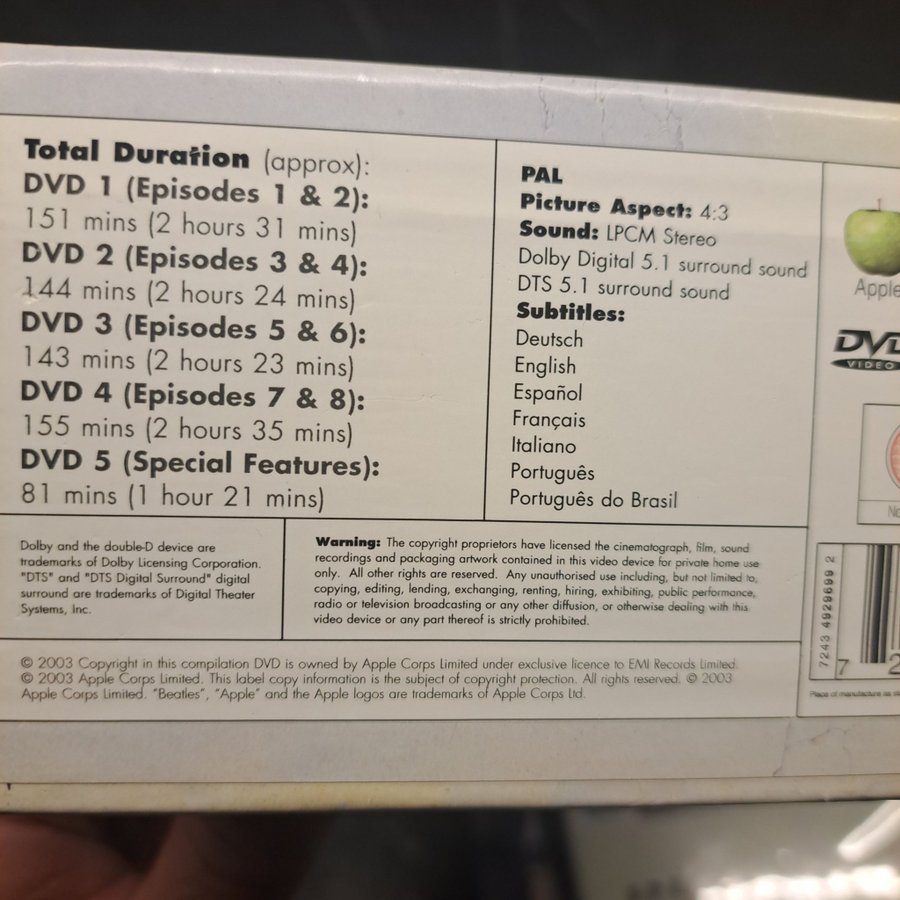 Total Duration (approx):
DVD 1 (Episodes 1 & 2):
151 mins (2 hours 31 mins)
DVD 2 (Episodes 3 & 4):
144 mins (2 hours 24 mins)
DVD 3 (Episodes 5 & 6):
143 mins (2 hours 23 mins)
DVD 4 (Episodes 7 & 8):
155 mins (2 hours 35 mins)
DVD 5 (Special Features):
81 mins (1 hour 21 mins)
PAL
Picture Aspect: 4:3
Sound: LPCM Stereo
Dolby Digital 5.1 surround sound
DTS 5.1 surround sound
Subtitles:
Deutsch
English
Español
Français
Italiano
Português
Português do Brasil
Apple
DVD
VIDEO
Dolby and the double-D device are
trademarks of Dolby Licensing Corporation.
"DTS" and "DTS Digital Surround" digital
surround are trademarks of Digital Theater
Systems, Inc.
Warning: The copyright proprietors have licensed the cinematograph, film, sound
recordings and packaging artwork contained in this video device for private home use
only. All other rights are reserved. Any unauthorised use including, but not limited to,
copying, editing, lending, exchanging, renting, hiring, exhibiting, public performance,
radio or television broadcasting or any other diffusion, or otherwise dealing with this
video device or any part thereof is strictly prohibited.
7243 4929699 2
7 2
Place of manufacture as
© 2003 Copyright in this compilation DVD is owned by Apple Corps Limited under exclusive licence to EMI Records Limited.
© 2003 Apple Corps Limited. This label copy information is the subject of copyright protection. All rights reserved. © 2003
Apple Corps Limited. "Beatles", "Apple" and the Apple logos are trademarks of Apple Corps Ltd.